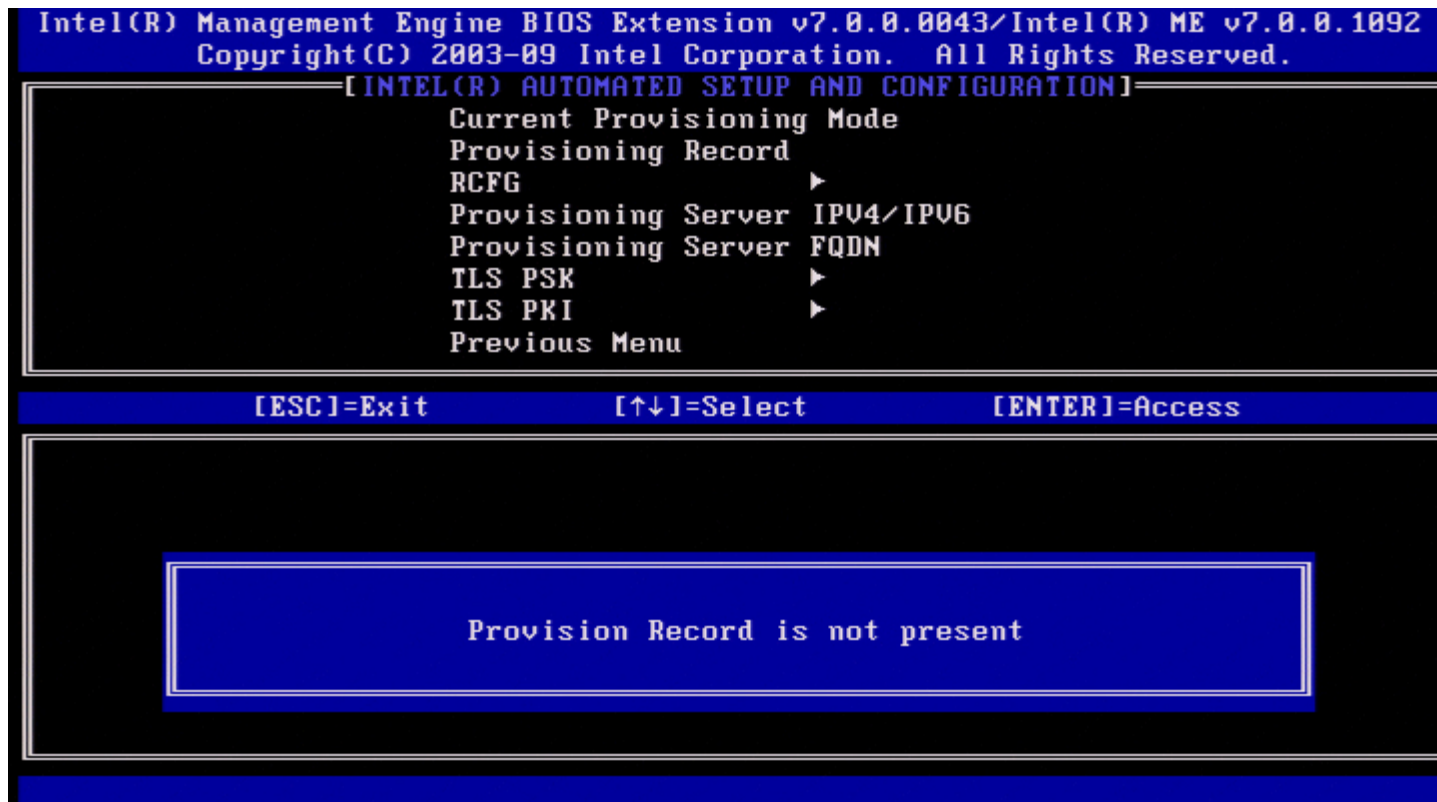 Intel(R) Management Engine BIOS Extension v7.0.0.0043/Intel(R) ME v7.0.0.1092
Copyright(C) 2003-09 Intel Corporation. All Rights Reserved.
[INTEL(R) AUTOMATED SETUP AND CONFIGURATION]
Current Provisioning Mode
Provisioning Record
RCFG ►
Provisioning Server IPV4/IPV6
Provisioning Server FQDN
TLS PSK ►
TLS PKI ►
Previous Menu
[ESC]=Exit [↑↓]=Select [ENTER]=Access
Provision Record is not present